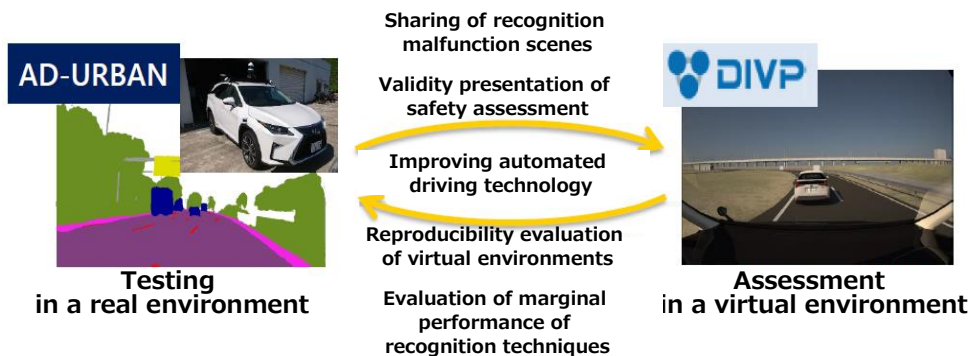 AD-URBAN
Testing
in a real environment
Sharing of recognition
malfunction scenes
Validity presentation of
safety assessment
Improving automated
driving technology
Reproducibility evaluation
of virtual environments
Evaluation of marginal
performance of
recognition techniques
DIVP
Assessment
in a virtual environment